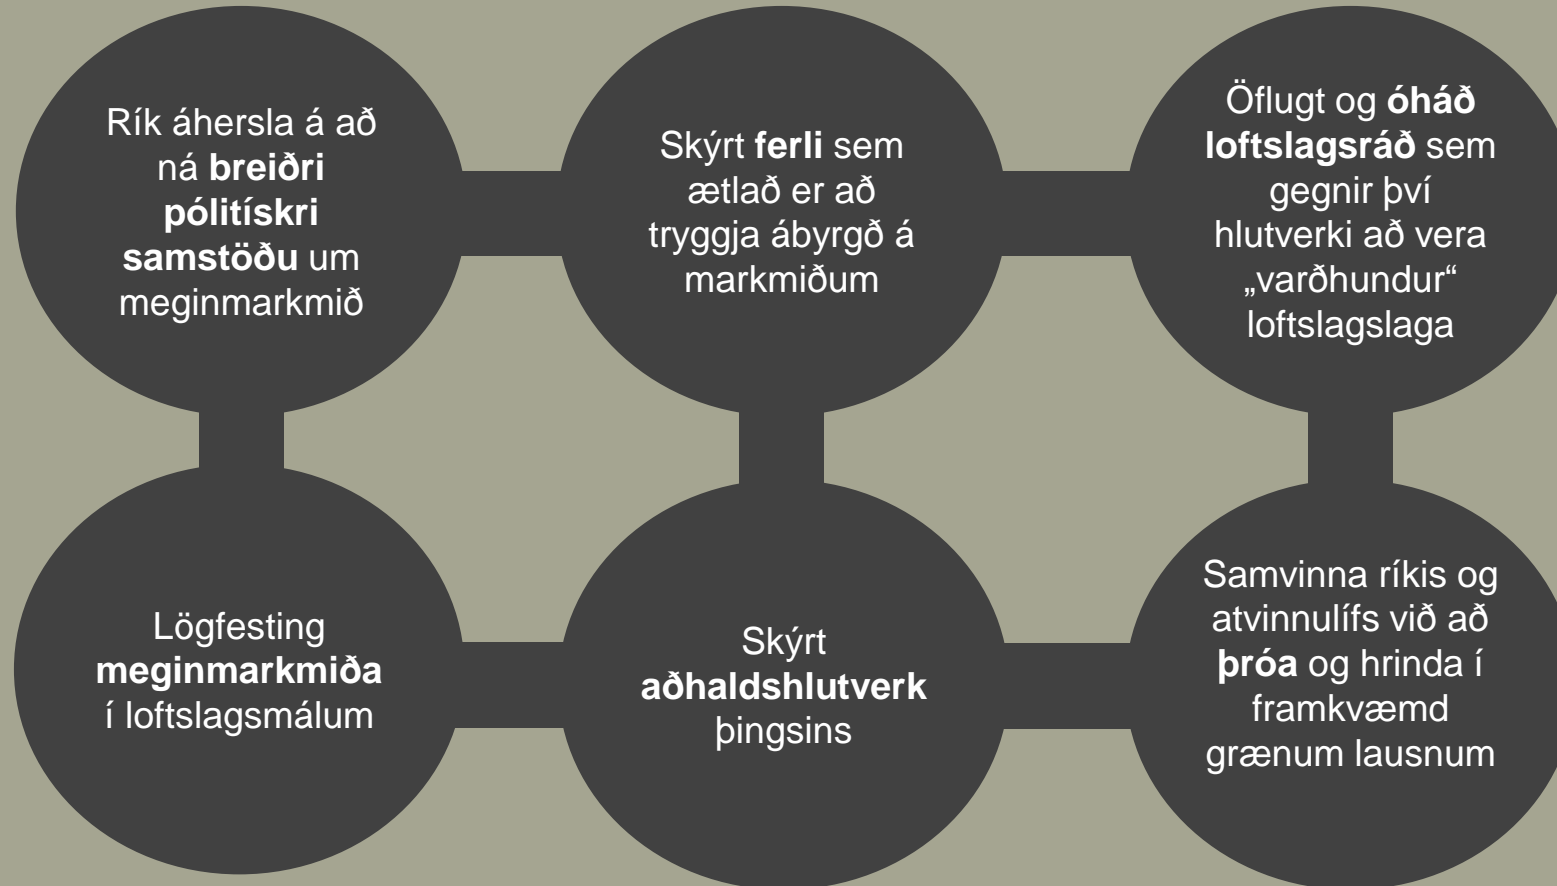 Rík áhersla á að
ná breiðri
pólitískri
samstöðu um
meginmarkmið
Skýrt ferli sem
ætlað er að
tryggja ábyrgð á
markmiðum
Öflugt og óháð
loftslagsráð sem
gegnir því
hlutverki að vera
„varðhundur“
loftslagslaga
Lögfesting
meginmarkmiða
í loftslagsmálum
Skýrt
aðhaldshlutverk
þingsins
Samvinna ríkis og
atvinnulífs við að
þróa og hrinda í
framkvæmd
grænum lausnum